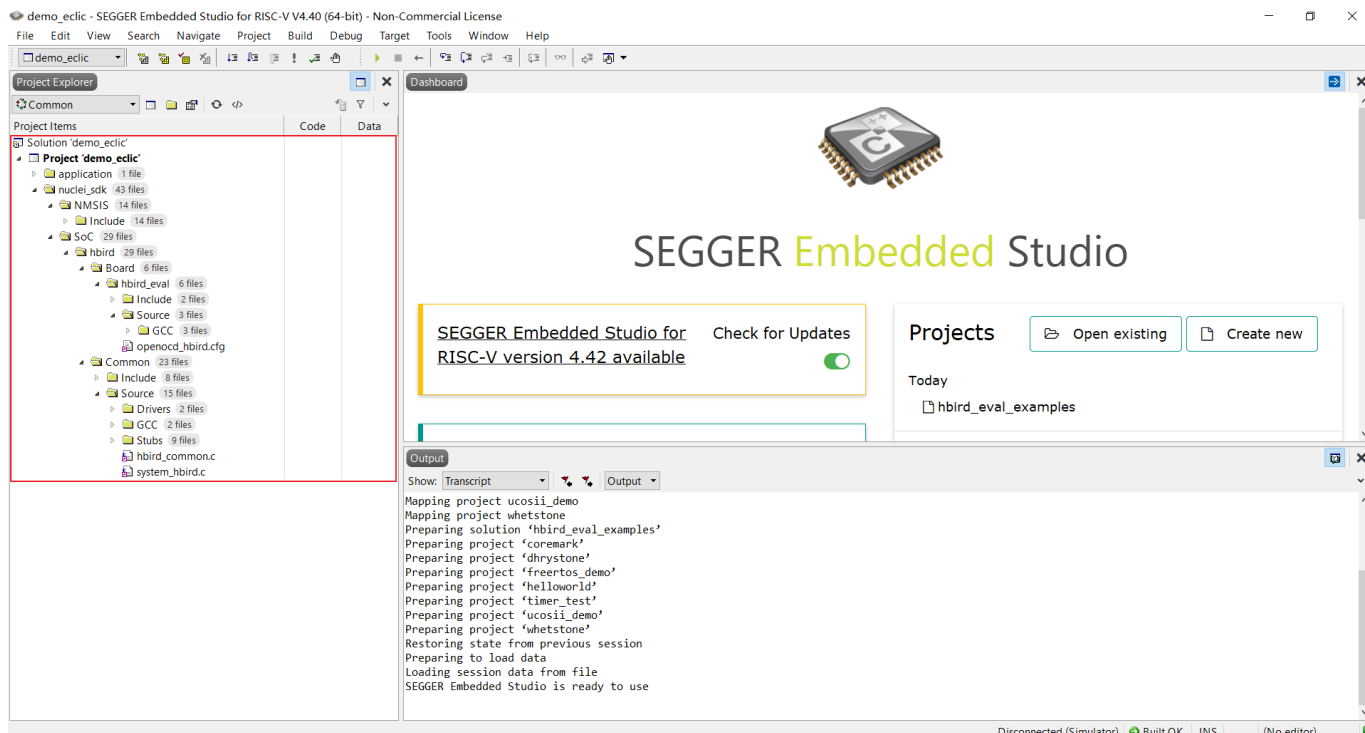 demo_eclic - SEGGER Embedded Studio for RISC-V V4.40 (64-bit) - Non-Commercial License
File Edit View Search Navigate Project Build Debug Target Tools Window Help
demo_eclic
Project Explorer
Common
Project Items Code Data
Solution 'demo_eclic'
Project 'demo_eclic'
application 1 file
nuclei_sdk 43 files
NMSIS 14 files
Include 14 files
SoC 29 files
hbird 29 files
Board 6 files
hbird_eval 6 files
Include 2 files
Source 3 files
GCC 3 files
openocd_hbird.cfg
Common 23 files
Include 8 files
Source 15 files
Drivers 2 files
GCC 2 files
Stubs 9 files
hbird_common.c
system_hbird.c
Dashboard
C
SEGGER Embedded Studio
SEGGER Embedded Studio for
RISC-V version 4.42 available
Check for Updates
Projects
Open existing
Create new
Today
hbird_eval_examples
Output
Show: Transcript Output
Mapping project ucosii_demo
Mapping project whetstone
Preparing solution ‘hbird_eval_examples’
Preparing project ‘coremark’
Preparing project ‘dhrystone’
Preparing project ‘freertos_demo’
Preparing project ‘helloworld’
Preparing project ‘timer_test’
Preparing project ‘ucosii_demo’
Preparing project ‘whetstone’
Restoring state from previous session
Preparing to load data
Loading session data from file
SEGGER Embedded Studio is ready to use
Disconnected (Simulator) Built OK INS (No editor)